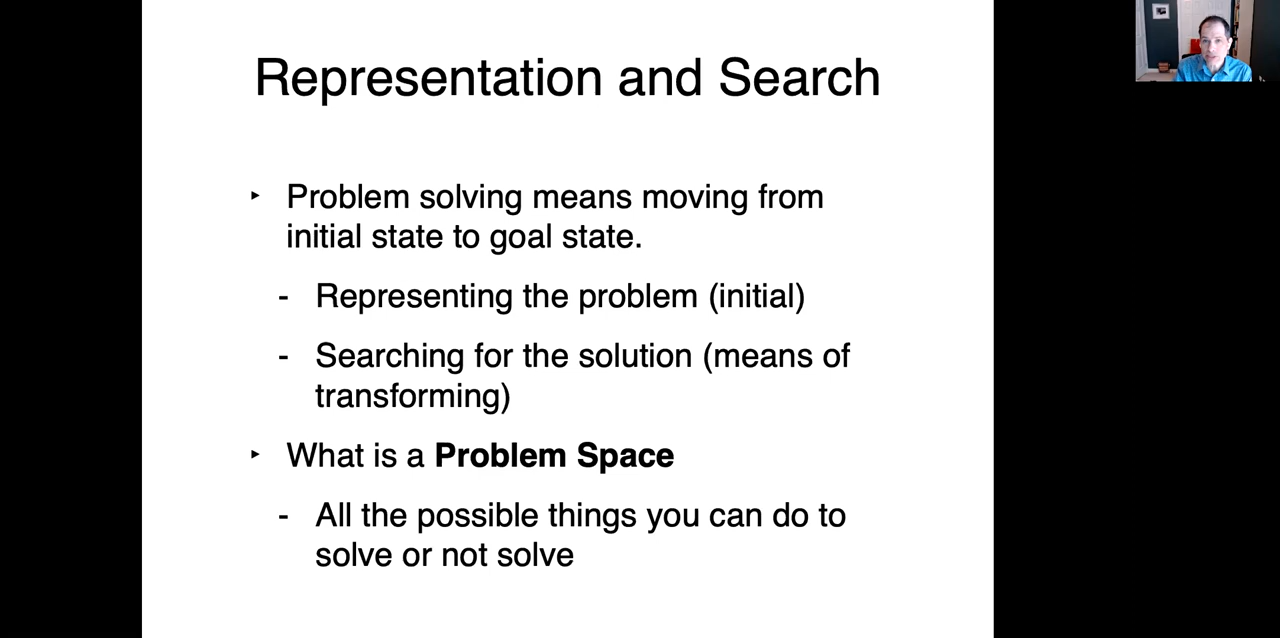 Representation and Search
‣ Problem solving means moving from
initial state to goal state.
- Representing the problem (initial)
- Searching for the solution (means of
transforming)
‣ What is a Problem Space
- All the possible things you can do to
solve or not solve